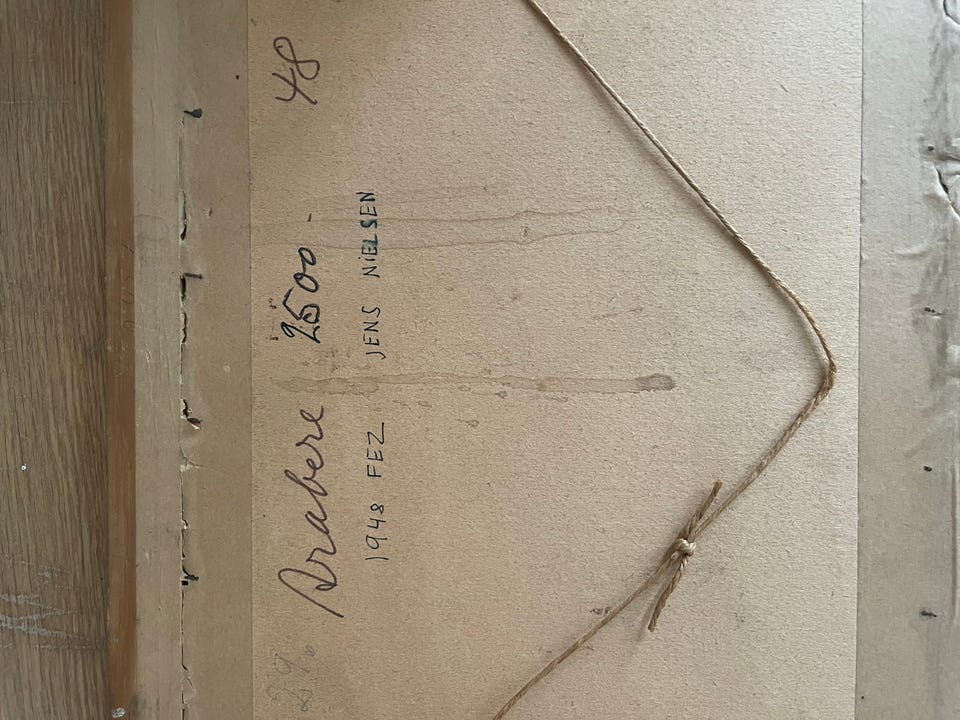 Arabere 2500.- 48
1948 FEZ JENS NIELSEN